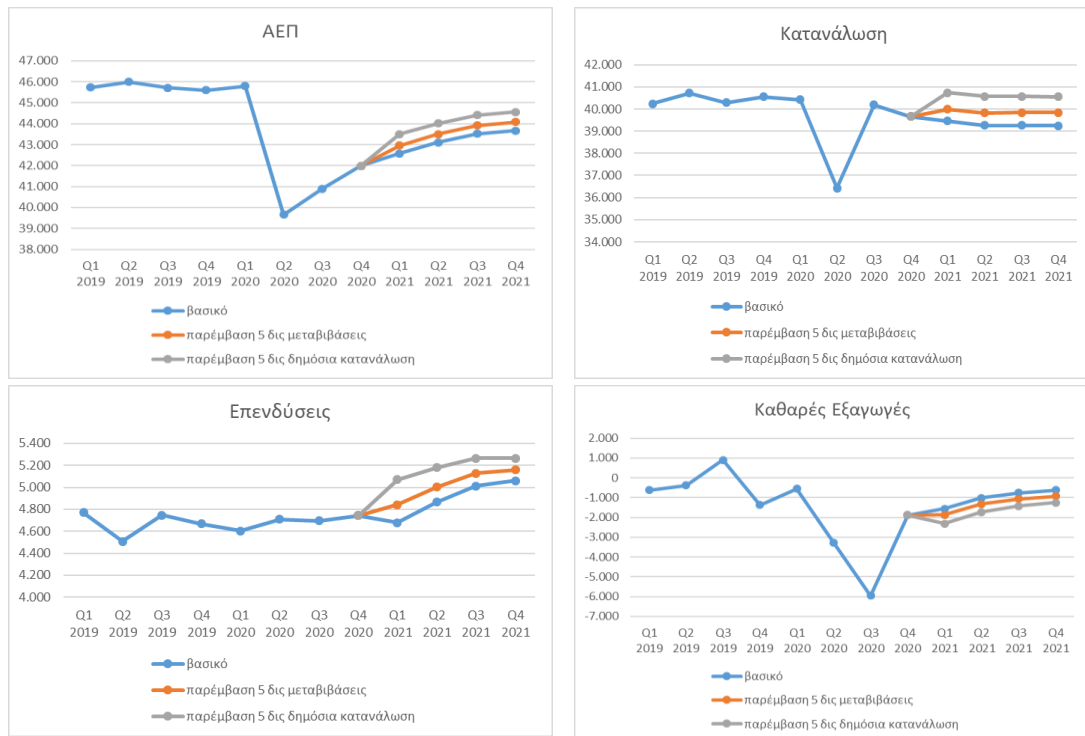 ΑΕΠ
47.000
46.000
45.000
44.000
43.000
42.000
41.000
40.000
39.000
38.000
Q1 Q2 Q3 Q4 Q1 Q2 Q3 Q4 Q1 Q2 Q3 Q4
2019 2019 2019 2019 2020 2020 2020 2020 2021 2021 2021 2021
βασικό
παρέμβαση 5 δις μεταβιβάσεις
παρέμβαση 5 δις δημόσια κατανάλωση
Κατανάλωση
42.000
41.000
40.000
39.000
38.000
37.000
36.000
35.000
34.000
Q1 Q2 Q3 Q4 Q1 Q2 Q3 Q4 Q1 Q2 Q3 Q4
2019 2019 2019 2019 2020 2020 2020 2020 2021 2021 2021 2021
βασικό
παρέμβαση 5 δις μεταβιβάσεις
παρέμβαση 5 δις δημόσια κατανάλωση
Επενδύσεις
5.400
5.200
5.000
4.800
4.600
4.400
4.200
4.000
Q1 Q2 Q3 Q4 Q1 Q2 Q3 Q4 Q1 Q2 Q3 Q4
2019 2019 2019 2019 2020 2020 2020 2020 2021 2021 2021 2021
βασικό
παρέμβαση 5 δις μεταβιβάσεις
παρέμβαση 5 δις δημόσια κατανάλωση
Καθαρές Εξαγωγές
2.000
1.000
0
-1.000
-2.000
-3.000
-4.000
-5.000
-6.000
-7.000
Q1 Q2 Q3 Q4 Q1 Q2 Q3 Q4 Q1 Q2 Q3 Q4
2019 2019 2019 2019 2020 2020 2020 2020 2021 2021 2021 2021
βασικό
παρέμβαση 5 δις μεταβιβάσεις
παρέμβαση 5 δις δημόσια κατανάλωση